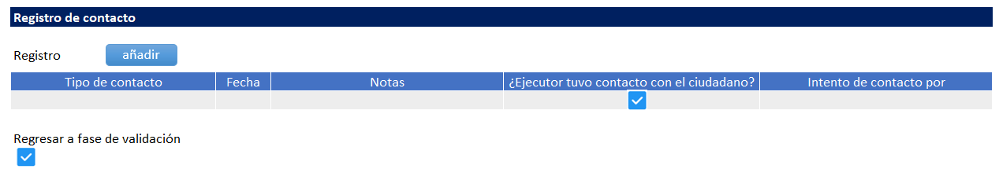 Registro de contacto
Registro añadir
Tipo de contacto Fecha Notas ¿Ejecutor tuvo contacto con el ciudadano? Intento de contacto por
Regresar a fase de validación